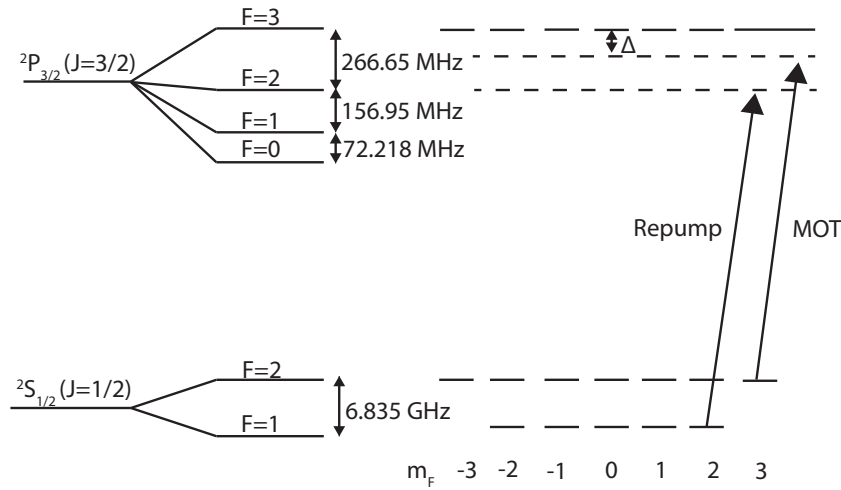 F=3
Δ
²P₃/₂ (J=3/2)
266.65 MHz
F=2
156.95 MHz
F=1
F=0
72.218 MHz
Repump
MOT
F=2
²S₁/₂ (J=1/2)
6.835 GHz
F=1
m_F -3 -2 -1 0 1 2 3